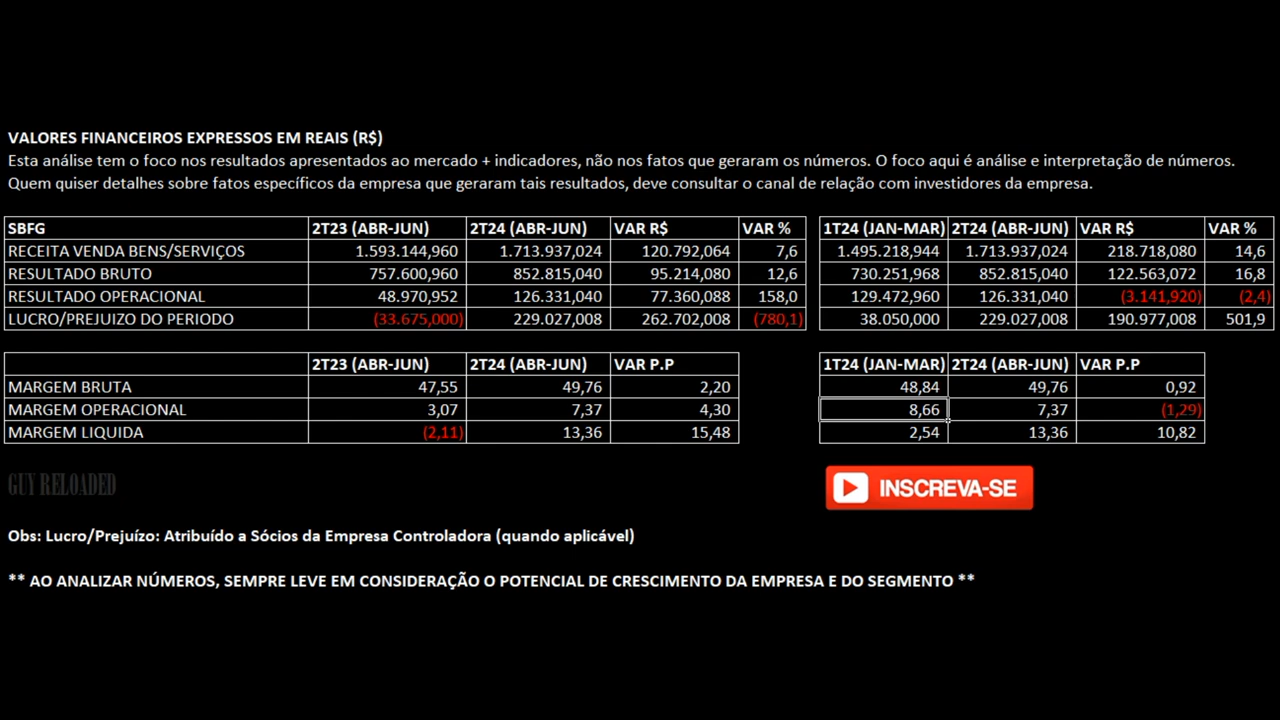 VALORES FINANCEIROS EXPRESSOS EM REAIS (R$)
Esta análise tem o foco nos resultados apresentados ao mercado + indicadores, não nos fatos que geraram os números. O foco aqui é análise e interpretação de números.
Quem quiser detalhes sobre fatos específicos da empresa que geraram tais resultados, deve consultar o canal de relação com investidores da empresa.
SBFG 2T23 (ABR-JUN) 2T24 (ABR-JUN) VAR R$ VAR % 1T24 (JAN-MAR) 2T24 (ABR-JUN) VAR R$ VAR %
RECEITA VENDA BENS/SERVIÇOS 1.593.144,960 1.713.937,024 120.792,064 7,6 1.495.218,944 1.713.937,024 218.718,080 14,6
RESULTADO BRUTO 757.600,960 852.815,040 95.214,080 12,6 730.251,968 852.815,040 122.563,072 16,8
RESULTADO OPERACIONAL 48.970,952 126.331,040 77.360,088 158,0 129.472,960 126.331,040 (3.141,920) (2,4)
LUCRO/PREJUIZO DO PERIODO (33.675,000) 229.027,008 262.702,008 (780,1) 38.050,000 229.027,008 190.977,008 501,9
2T23 (ABR-JUN) 2T24 (ABR-JUN) VAR P.P 1T24 (JAN-MAR) 2T24 (ABR-JUN) VAR P.P
MARGEM BRUTA 47,55 49,76 2,20 48,84 49,76 0,92
MARGEM OPERACIONAL 3,07 7,37 4,30 8,66 7,37 (1,29)
MARGEM LIQUIDA (2,11) 13,36 15,48 2,54 13,36 10,82
GUY RELOADED
INSCREVA-SE
Obs: Lucro/Prejuízo: Atribuído a Sócios da Empresa Controladora (quando aplicável)
** AO ANALIZAR NÚMEROS, SEMPRE LEVE EM CONSIDERAÇÃO O POTENCIAL DE CRESCIMENTO DA EMPRESA E DO SEGMENTO **